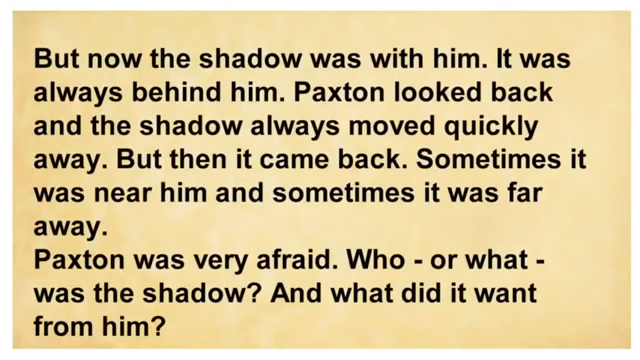 But now the shadow was with him. It was
always behind him. Paxton looked back
and the shadow always moved quickly
away. But then it came back. Sometimes it
was near him and sometimes it was far
away.
Paxton was very afraid. Who - or what -
was the shadow? And what did it want
from him?